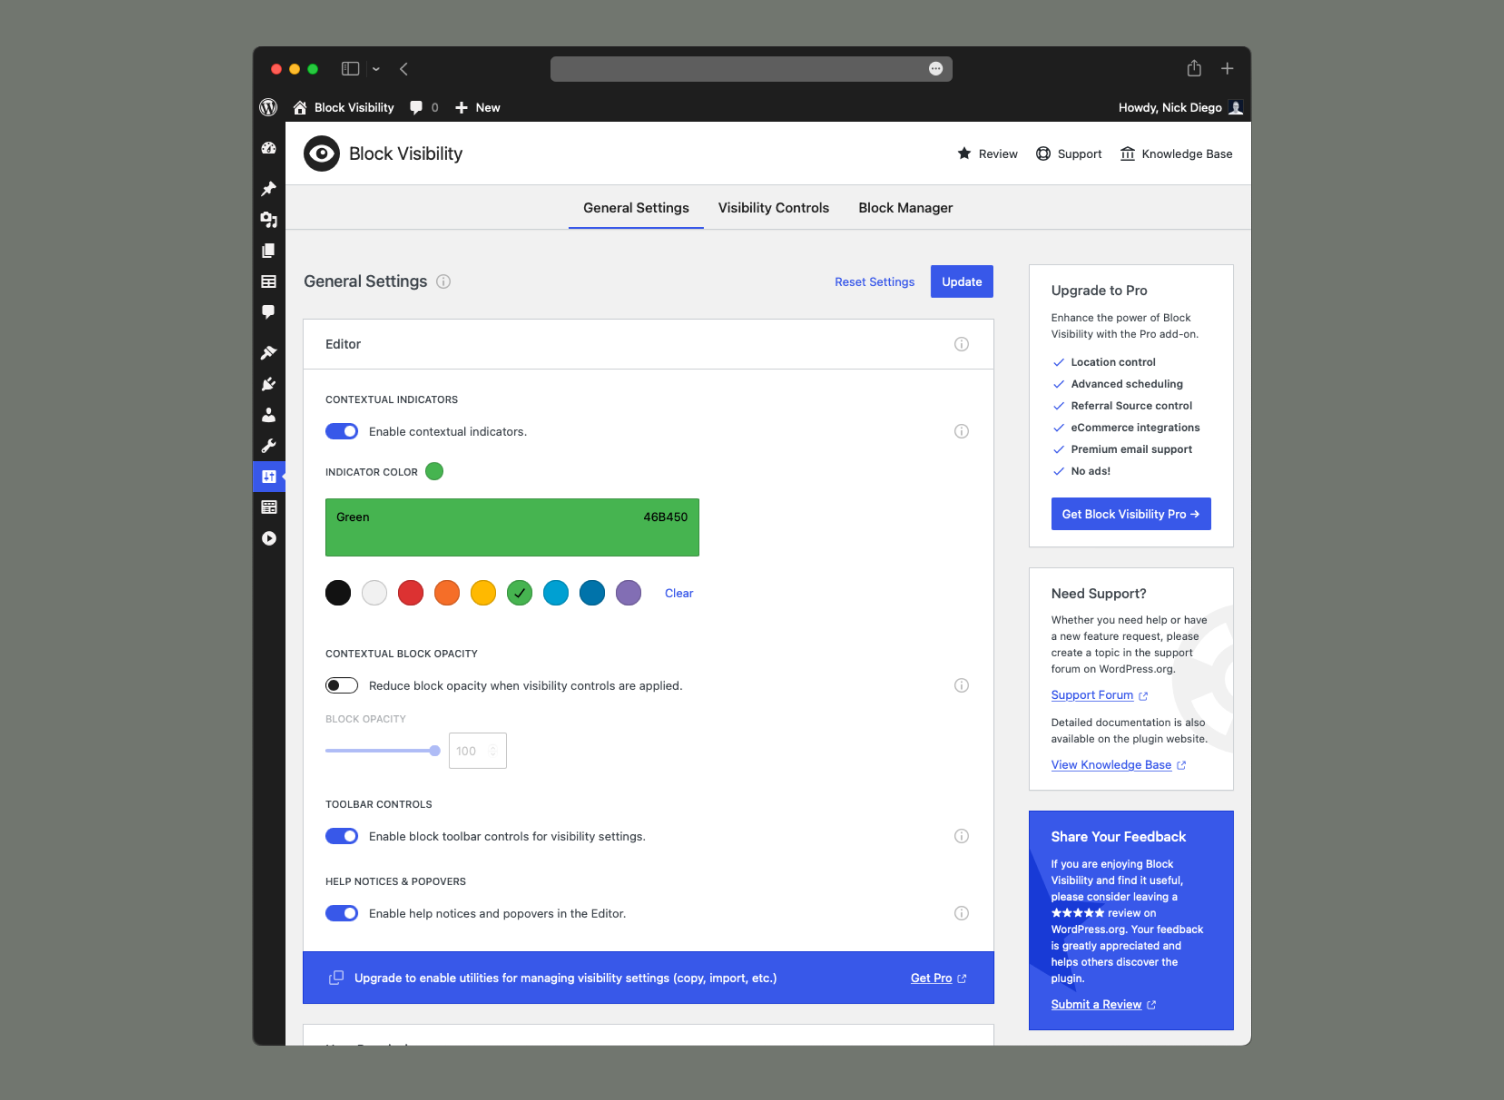 Block Visibility
0
New
Howdy, Nick Diego
Block Visibility
Review
Support
Knowledge Base
General Settings
Visibility Controls
Block Manager
General Settings
Reset Settings
Update
Editor
CONTEXTUAL INDICATORS
Enable contextual indicators.
INDICATOR COLOR
Green
46B450
Clear
CONTEXTUAL BLOCK OPACITY
Reduce block opacity when visibility controls are applied.
BLOCK OPACITY
100
TOOLBAR CONTROLS
Enable block toolbar controls for visibility settings.
HELP NOTICES & POPOVERS
Enable help notices and popovers in the Editor.
Upgrade to enable utilities for managing visibility settings (copy, import, etc.)
Get Pro
Upgrade to Pro
Enhance the power of Block
Visibility with the Pro add-on.
Location control
Advanced scheduling
Referral Source control
eCommerce integrations
Premium email support
No ads!
Get Block Visibility Pro →
Need Support?
Whether you need help or have
a new feature request, please
create a topic in the support
forum on WordPress.org.
Support Forum
Detailed documentation is also
available on the plugin website.
View Knowledge Base
Share Your Feedback
If you are enjoying Block
Visibility and find it useful,
please consider leaving a
★★★★★ review on
WordPress.org. Your feedback
is greatly appreciated and
helps others discover the
plugin.
Submit a Review